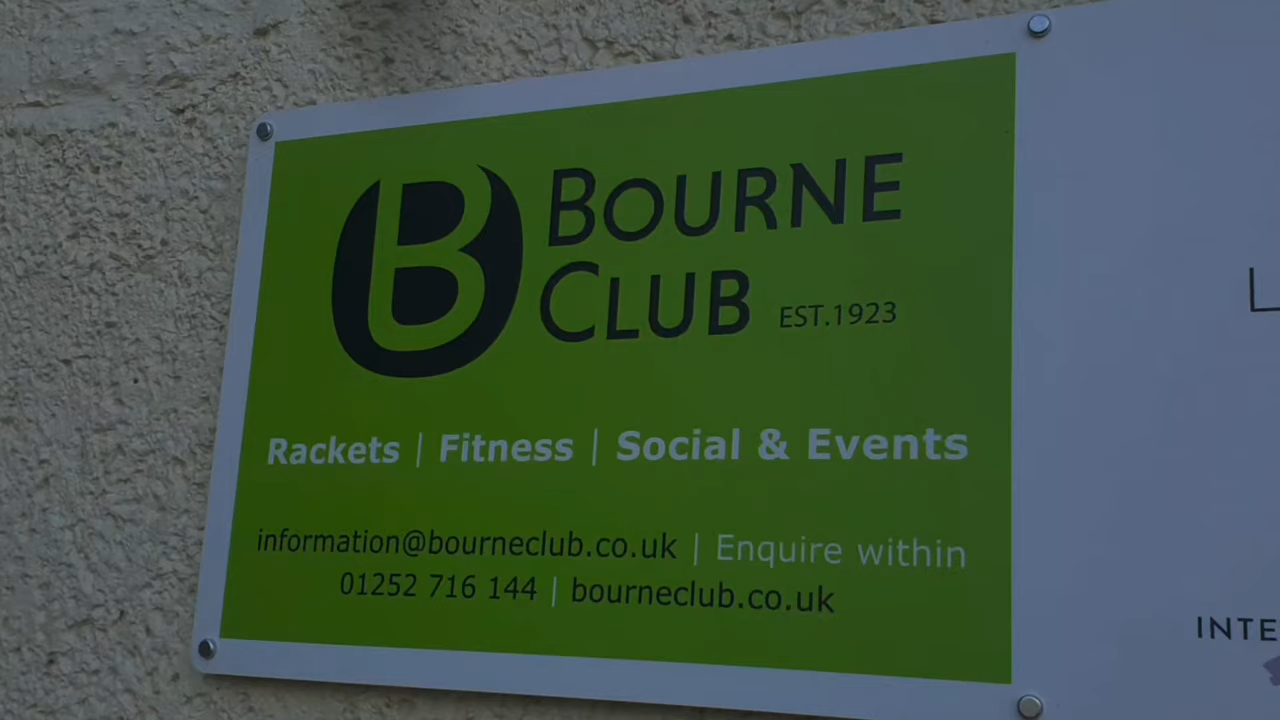 B BOURNE
CLUB EST.1923
Rackets | Fitness | Social & Events
information@bourneclub.co.uk | Enquire within
01252 716 144 | bourneclub.co.uk
L
INTE